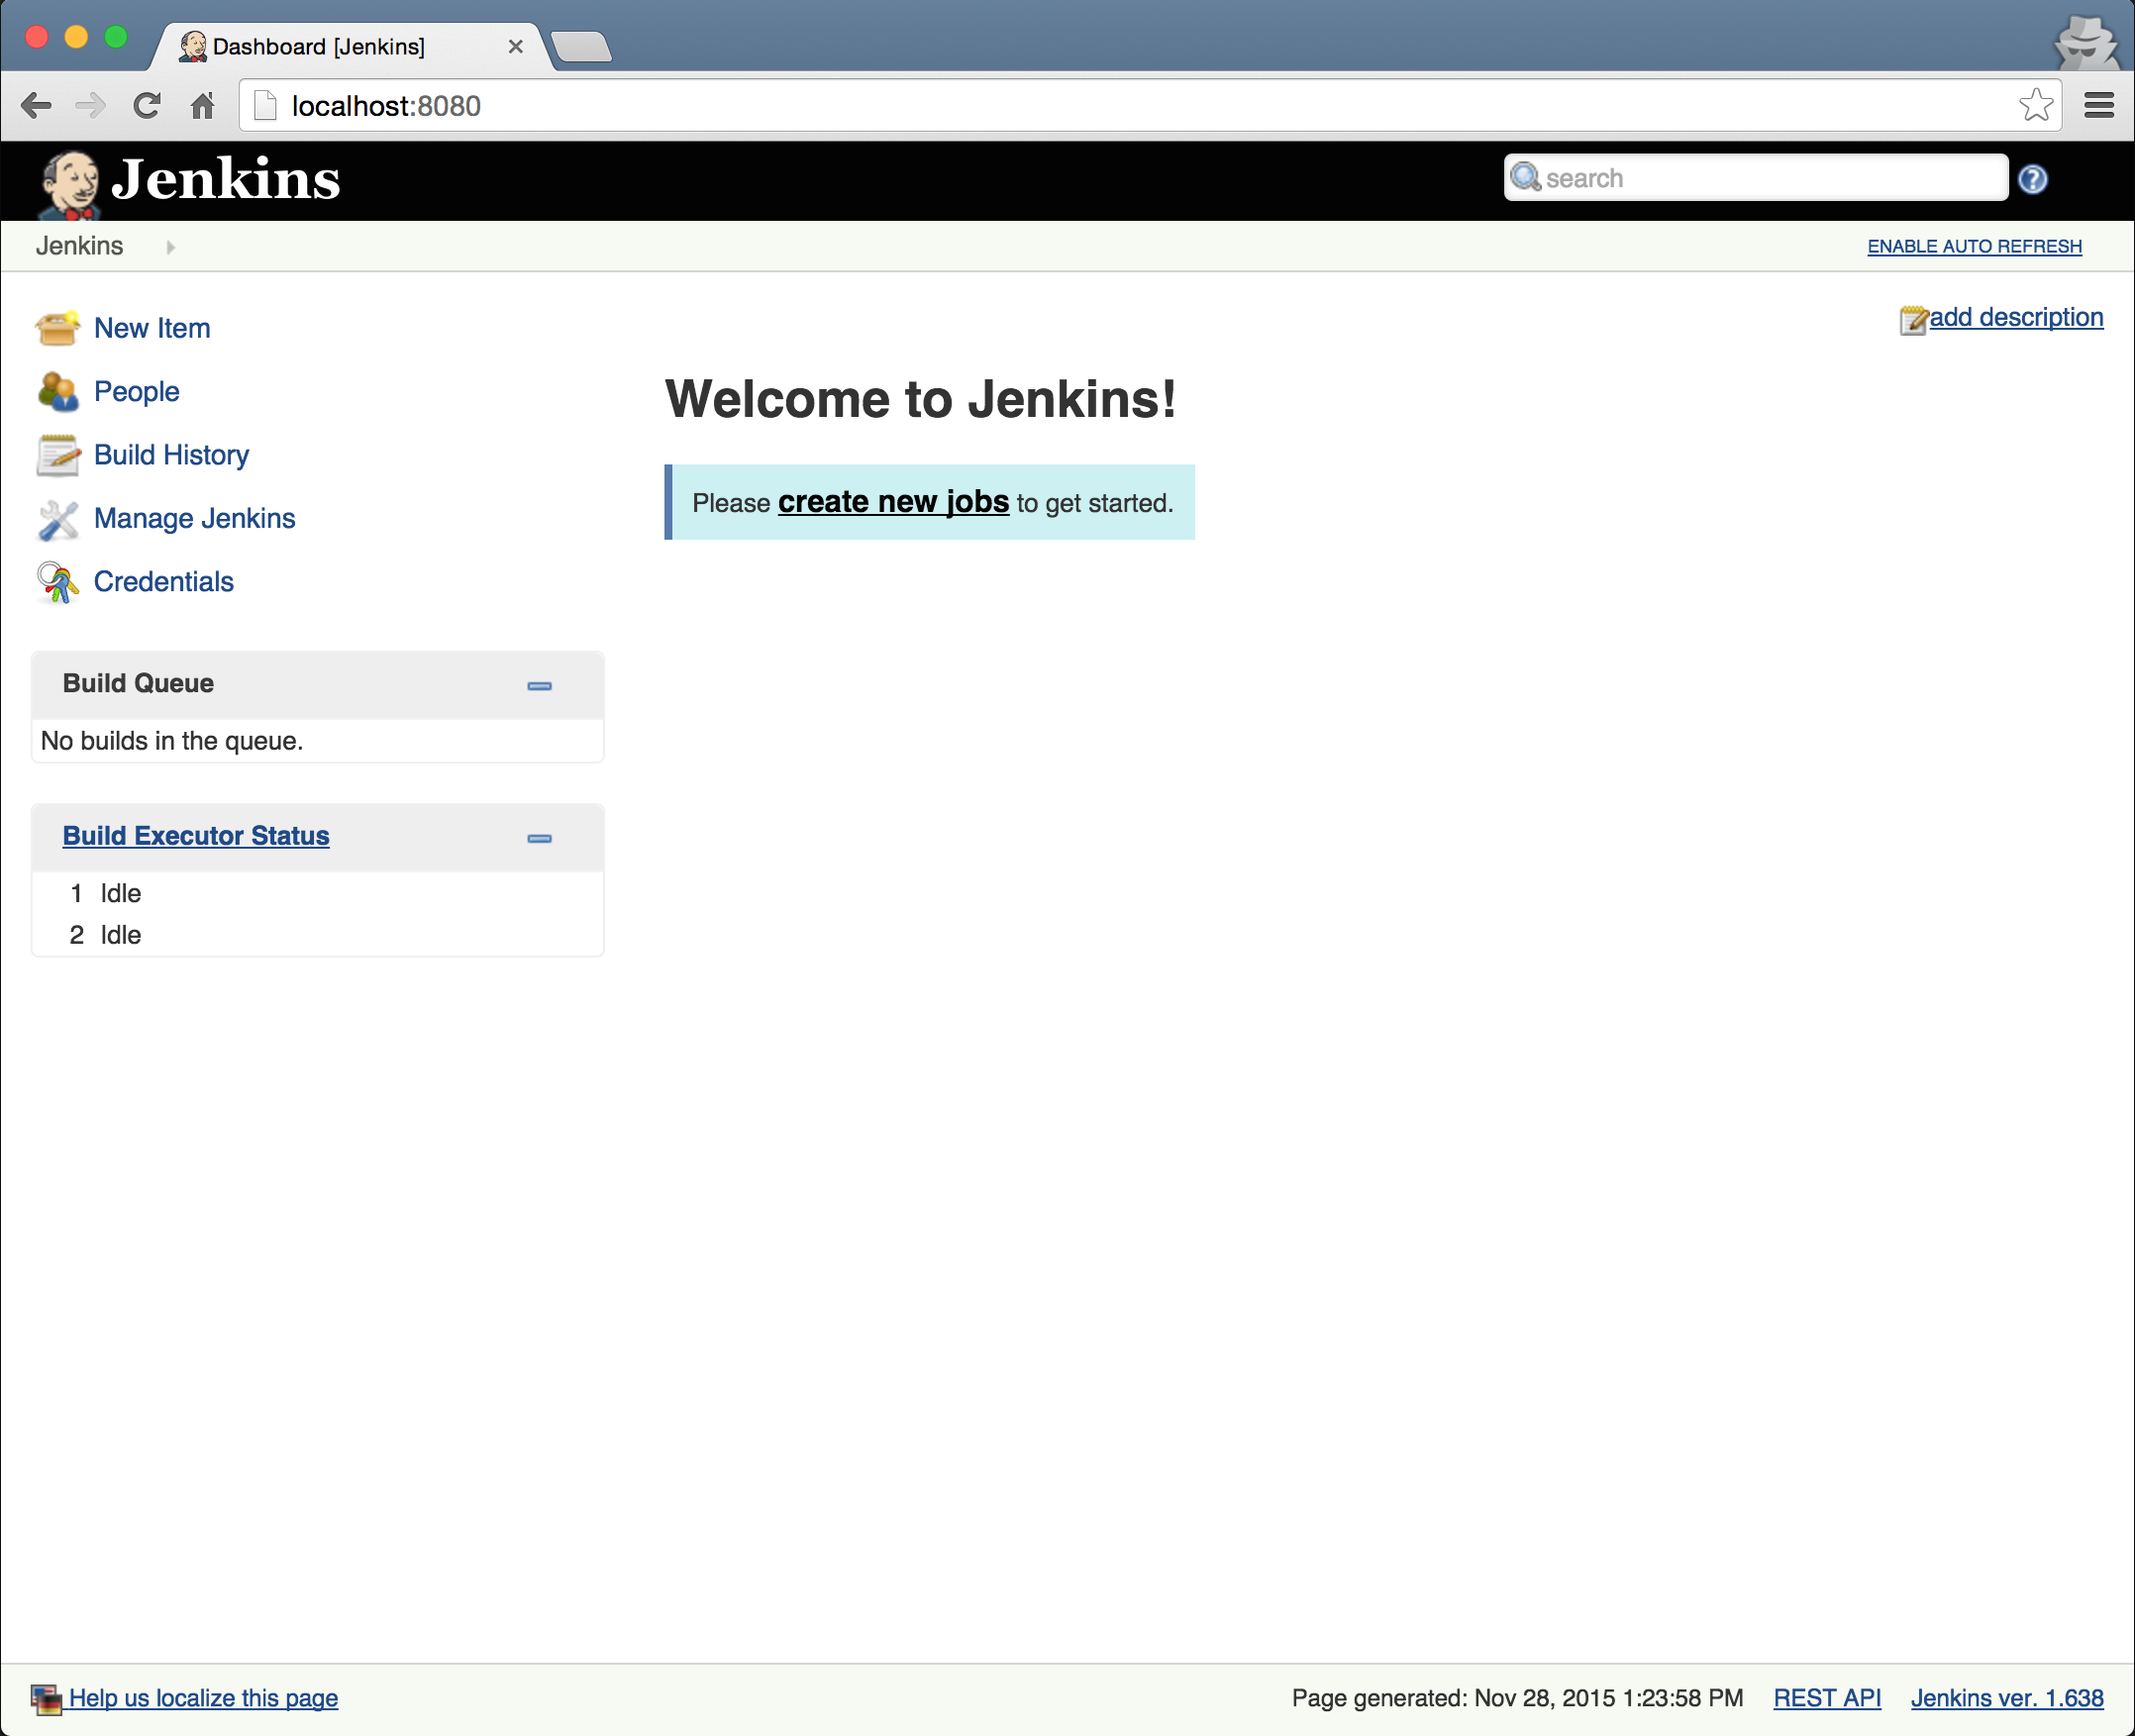 Dashboard [Jenkins]
localhost:8080
Jenkins
search
Jenkins
ENABLE AUTO REFRESH
New Item
People
Build History
Manage Jenkins
Credentials
add description
Welcome to Jenkins!
Please create new jobs to get started.
Build Queue
No builds in the queue.
Build Executor Status
1 Idle
2 Idle
Help us localize this page
Page generated: Nov 28, 2015 1:23:58 PM REST API Jenkins ver. 1.638